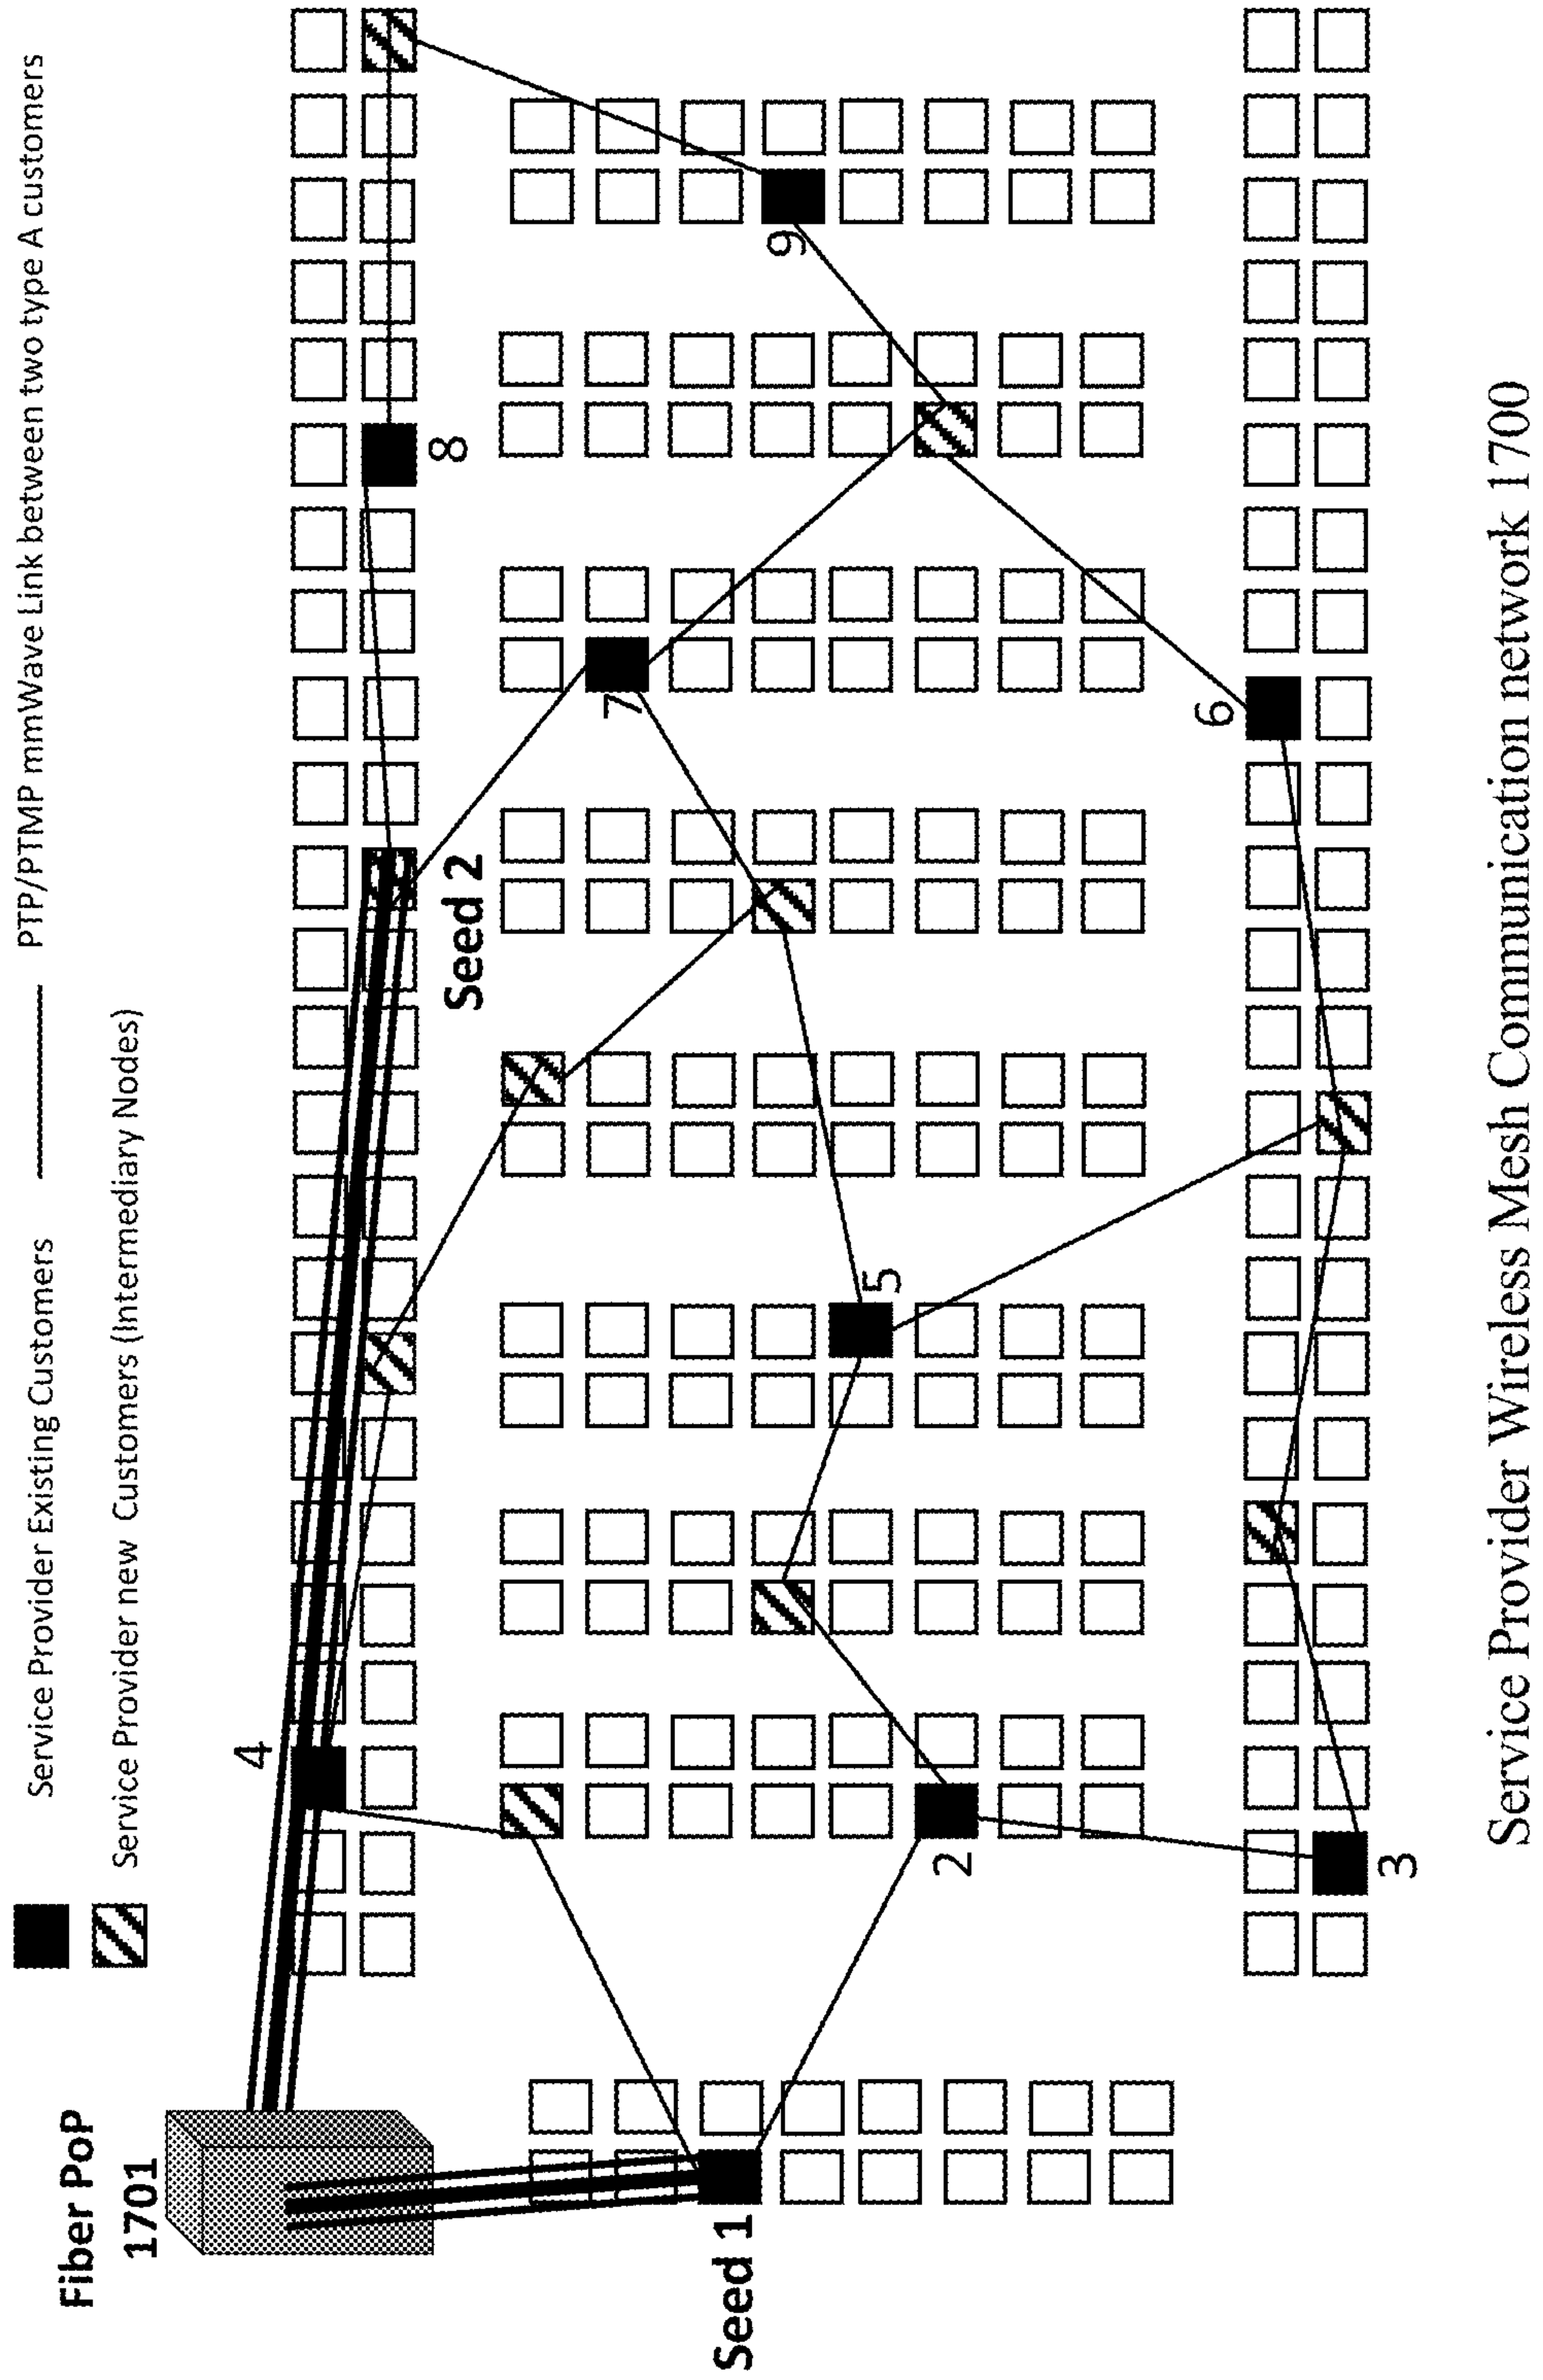 Service Provider Existing Customers
PTP/PTMP mmWave Link between two type A customers
Service Provider new Customers (Intermediary Nodes)
Fiber PoP
1701
4
Seed 2
8
7
9
5
Seed 1
2
6
3
Service Provider Wireless Mesh Communication network 1700